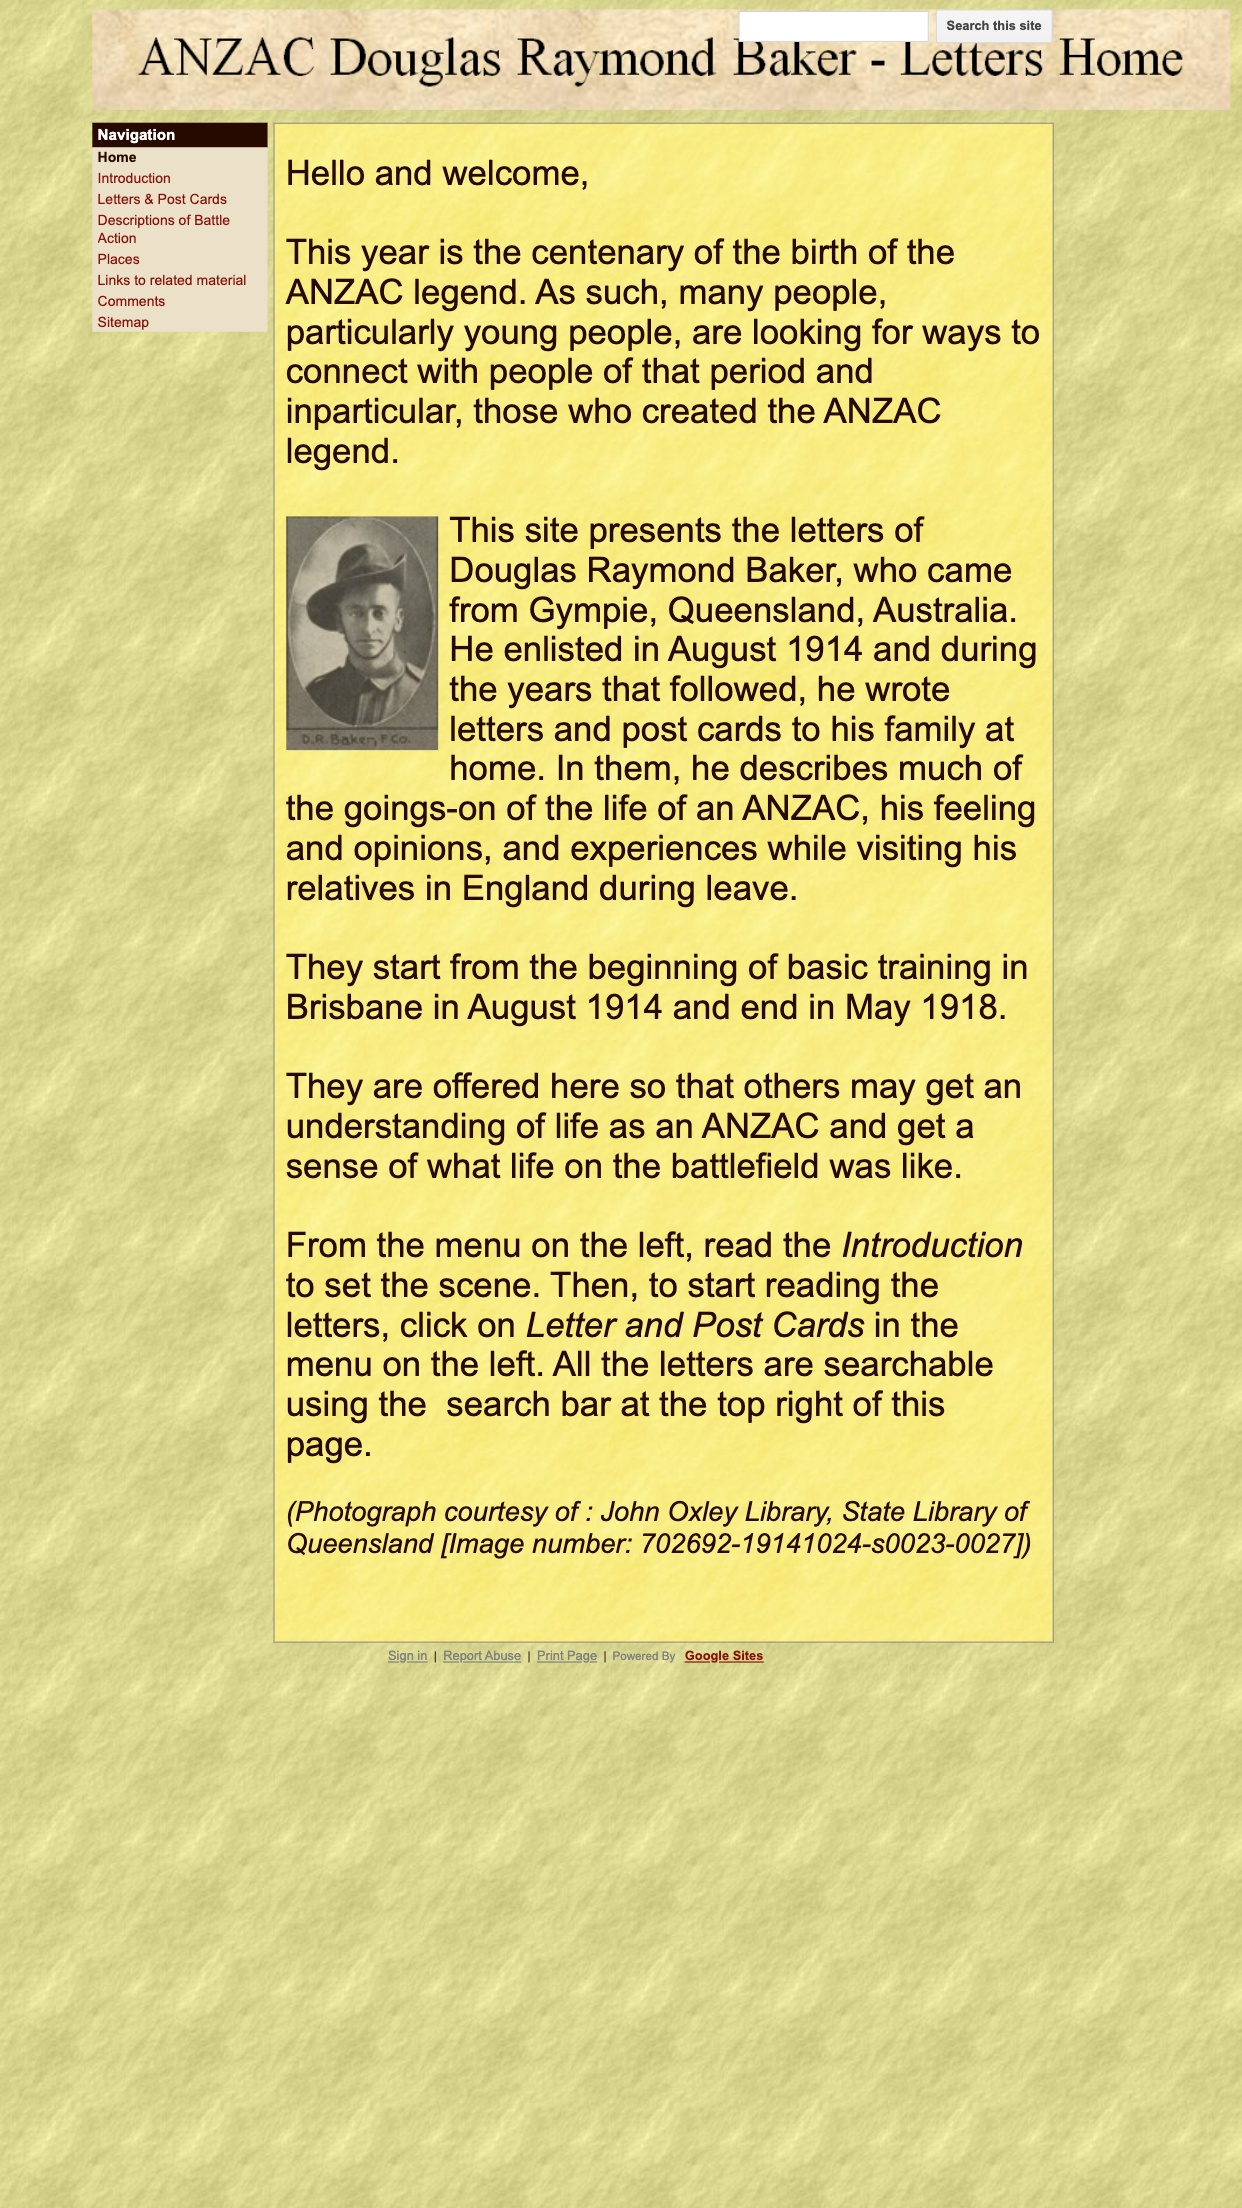 ANZAC Douglas Raymond Baker - Letters Home
Search this site
Navigation
Home
Introduction
Letters & Post Cards
Descriptions of Battle
Action
Places
Links to related material
Comments
Sitemap
Hello and welcome,
This year is the centenary of the birth of the
ANZAC legend. As such, many people,
particularly young people, are looking for ways to
connect with people of that period and
inparticular, those who created the ANZAC
legend.
This site presents the letters of
Douglas Raymond Baker, who came
from Gympie, Queensland, Australia.
He enlisted in August 1914 and during
the years that followed, he wrote
letters and post cards to his family at
home. In them, he describes much of
D.R. Baker, F Co.
the goings-on of the life of an ANZAC, his feeling
and opinions, and experiences while visiting his
relatives in England during leave.
They start from the beginning of basic training in
Brisbane in August 1914 and end in May 1918.
They are offered here so that others may get an
understanding of life as an ANZAC and get a
sense of what life on the battlefield was like.
From the menu on the left, read the Introduction
to set the scene. Then, to start reading the
letters, click on Letter and Post Cards in the
menu on the left. All the letters are searchable
using the  search bar at the top right of this
page.
(Photograph courtesy of : John Oxley Library, State Library of
Queensland [Image number: 702692-19141024-s0023-0027])
Sign in | Report Abuse | Print Page | Powered By Google Sites